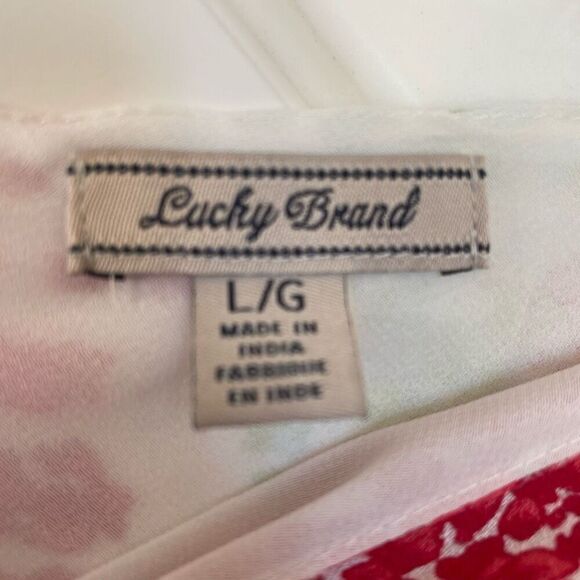 Lucky Brand
L/G
MADE IN
INDIA
FABRIQUE
EN INDE